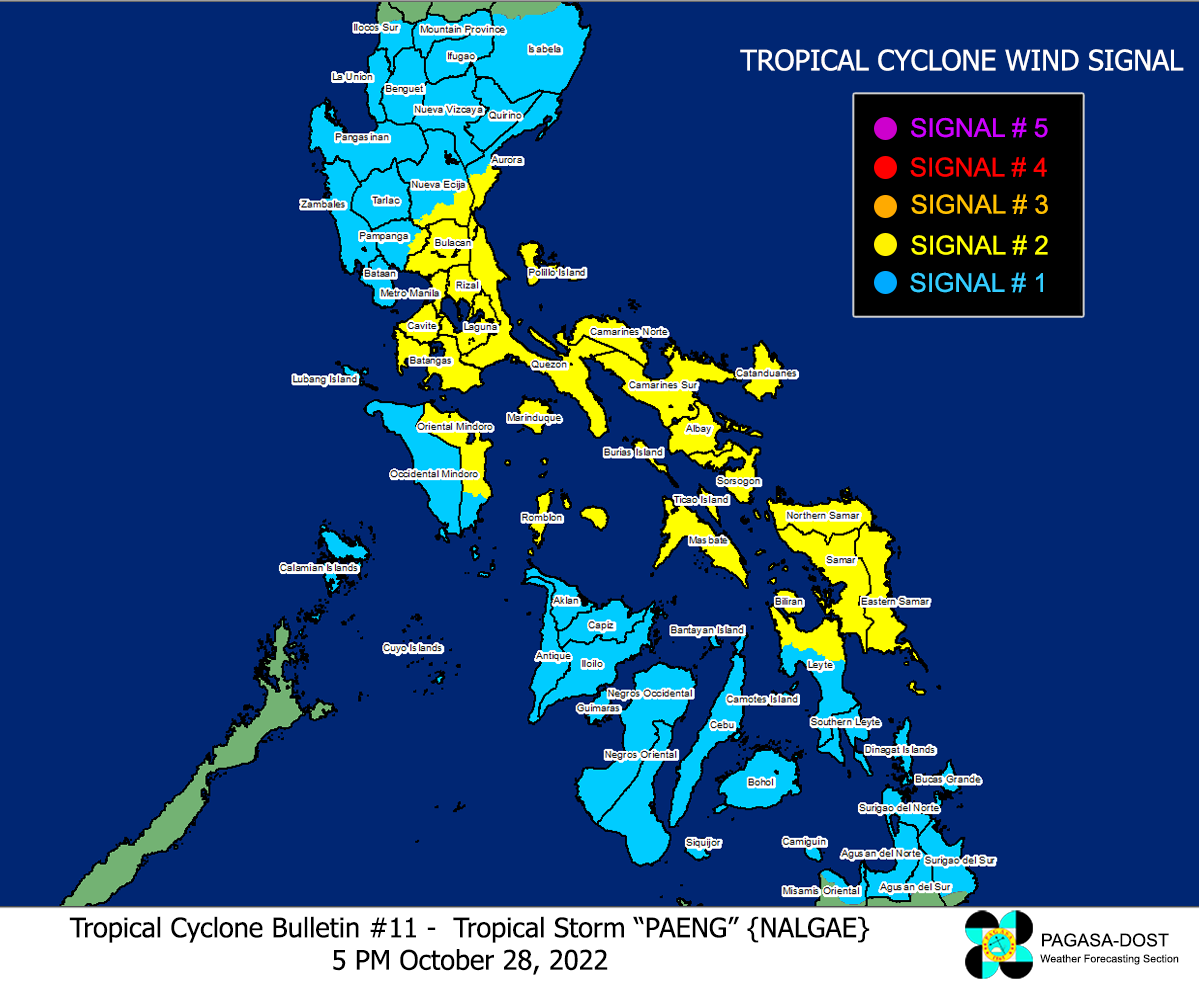 Ilocos Sur
Mountain Province
Isabela
Ifugao
La Union
Benguet
Nueva Vizcaya
Quirino
Pangasinan
Aurora
Nueva Ecija
Zambales
Tarlac
Pampanga
Bulacan
Bataan
Polillo Island
Metro Manila
Rizal
Cavite
Laguna
Camarines Norte
Batangas
Quezon
Catanduanes
Lubang Island
Camarines Sur
Marinduque
Oriental Mindoro
Albay
Burias Island
Occidental Mindoro
Sorsogon
Ticao Island
Romblon
Northern Samar
Masbate
Samar
Calamian Islands
Aklan
Biliran
Eastern Samar
Capiz
Bantayan Island
Cuyo Islands
Antique
Iloilo
Leyte
Negros Occidental
Camotes Island
Guimaras
Cebu
Southern Leyte
Negros Oriental
Dinagat Islands
Bohol
Bucas Grande
Surigao del Norte
Siquijor
Camiguin
Agusan del Norte
Surigao del Sur
Misamis Oriental
Agusan del Sur
TROPICAL CYCLONE WIND SIGNAL
SIGNAL # 5
SIGNAL # 4
SIGNAL # 3
SIGNAL # 2
SIGNAL # 1
Tropical Cyclone Bulletin #11 - Tropical Storm “PAENG” {NALGAE}
5 PM October 28, 2022
PAGASA-DOST
Weather Forecasting Section